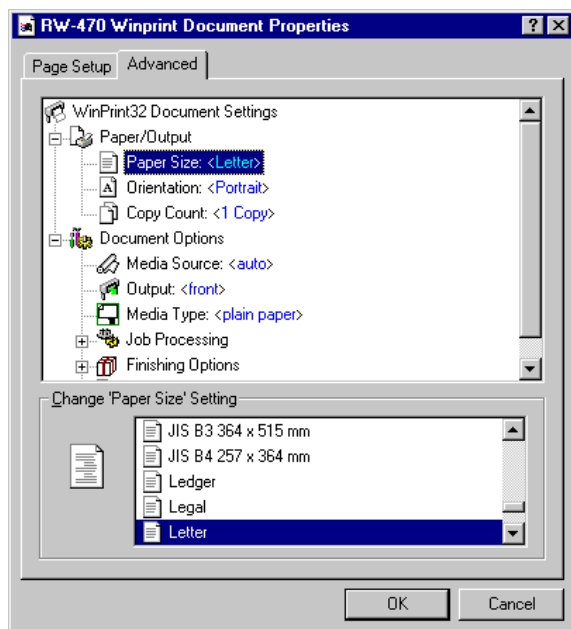 RW-470 Winprint Document Properties
Page Setup
Advanced
WinPrint32 Document Settings
Paper/Output
Paper Size: <Letter>
Orientation: <Portrait>
Copy Count: <1 Copy>
Document Options
Media Source: <auto>
Output: <front>
Media Type: <plain paper>
Job Processing
Finishing Options
Change 'Paper Size' Setting
JIS B3 364 x 515 mm
JIS B4 257 x 364 mm
Ledger
Legal
Letter
OK
Cancel